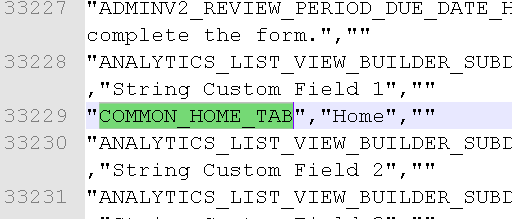 33227 "ADMINV2_REVIEW_PERIOD_DUE_DATE_H
complete the form.",""
33228 "ANALYTICS_LIST_VIEW_BUILDER_SUBD
,"String Custom Field 1",""
33229 "COMMON_HOME_TAB","Home",""
33230 "ANALYTICS_LIST_VIEW_BUILDER_SUBD
,"String Custom Field 2",""
33231 "ANALYTICS_LIST_VIEW_BUILDER_SUBD